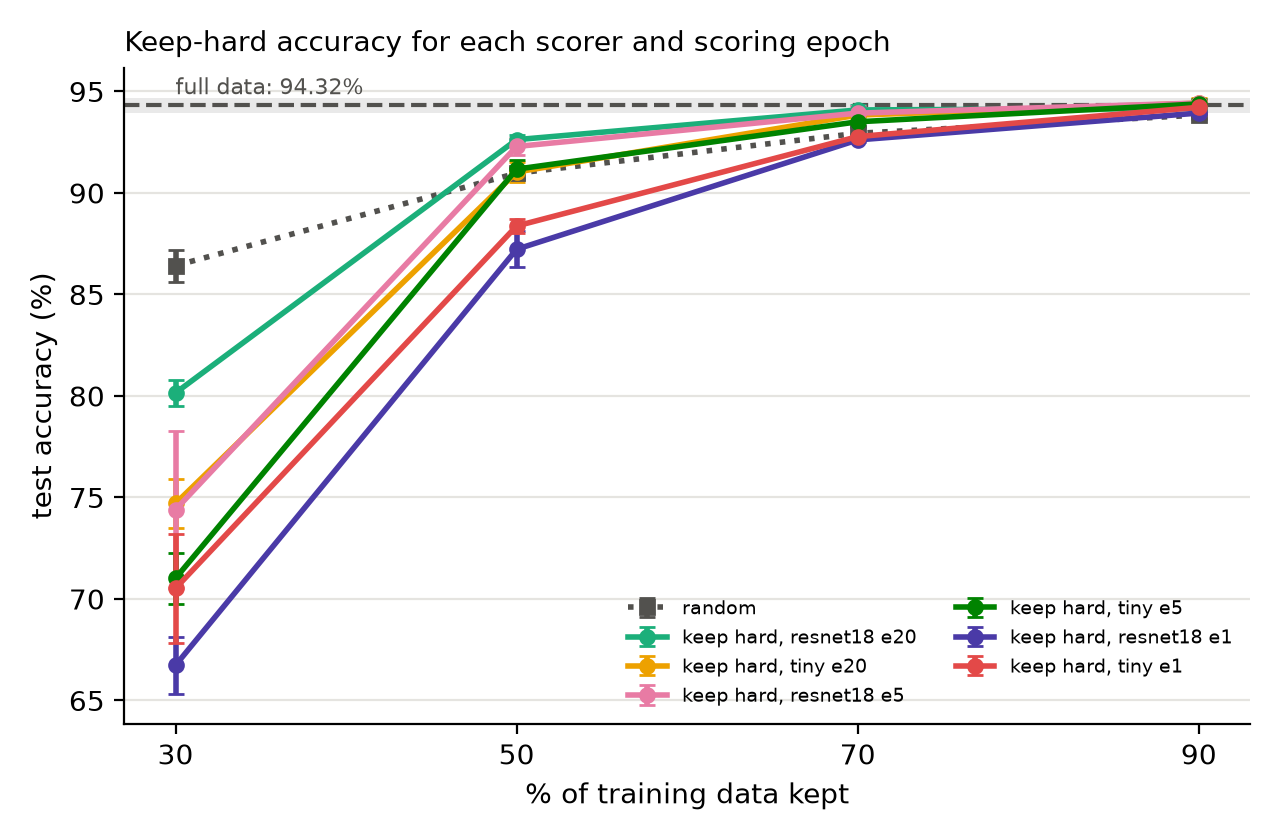 Keep-hard accuracy for each scorer and scoring epoch
full data: 94.32%
95
90
85
80
75
70
65
test accuracy (%)
random
keep hard, resnet18 e20
keep hard, tiny e20
keep hard, resnet18 e5
keep hard, tiny e5
keep hard, resnet18 e1
keep hard, tiny e1
30 50 70 90
% of training data kept